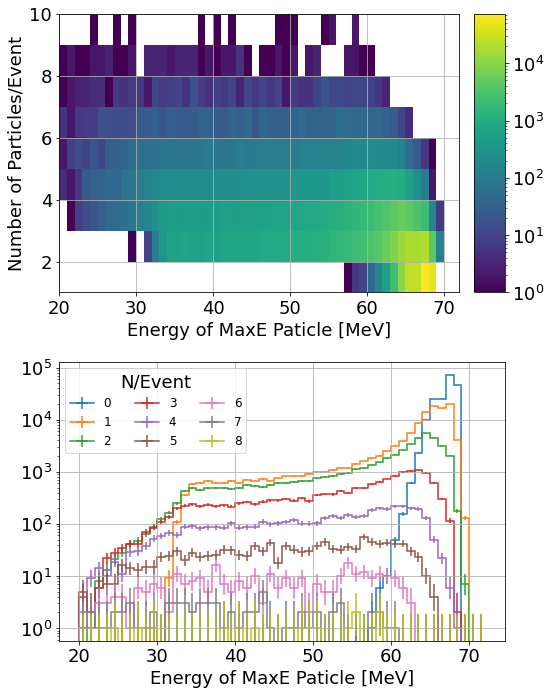 10
8
6
4
2
Number of Particles/Event
20 30 40 50 60 70
Energy of MaxE Paticle [MeV]
10^4
10^3
10^2
10^1
10^0
10^5
10^4
10^3
10^2
10^1
10^0
N/Event
0 3 6
1 4 7
2 5 8
20 30 40 50 60 70
Energy of MaxE Paticle [MeV]